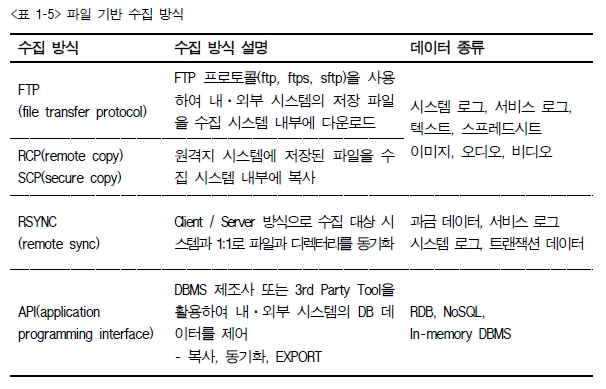 <표 1-5> 파일 기반 수집 방식
수집 방식 수집 방식 설명 데이터 종류
FTP
(file transfer protocol)
FTP 프로토콜(ftp, ftps, sftp)을 사용
하여 내·외부 시스템의 저장 파일
을 수집 시스템 내부에 다운로드
시스템 로그, 서비스 로그,
텍스트, 스프레드시트
이미지, 오디오, 비디오
RCP(remote copy)
SCP(secure copy)
원격지 시스템에 저장된 파일을 수
집 시스템 내부에 복사
RSYNC
(remote sync)
Client / Server 방식으로 수집 대상 시
스템과 1:1로 파일과 디렉터리를 동기화
과금 데이터, 서비스 로그
시스템 로그, 트랜잭션 데이터
API(application
programming interface)
DBMS 제조사 또는 3rd Party Tool을
활용하여 내·외부 시스템의 DB 데
이터를 제어
- 복사, 동기화, EXPORT
RDB, NoSQL,
In-memory DBMS